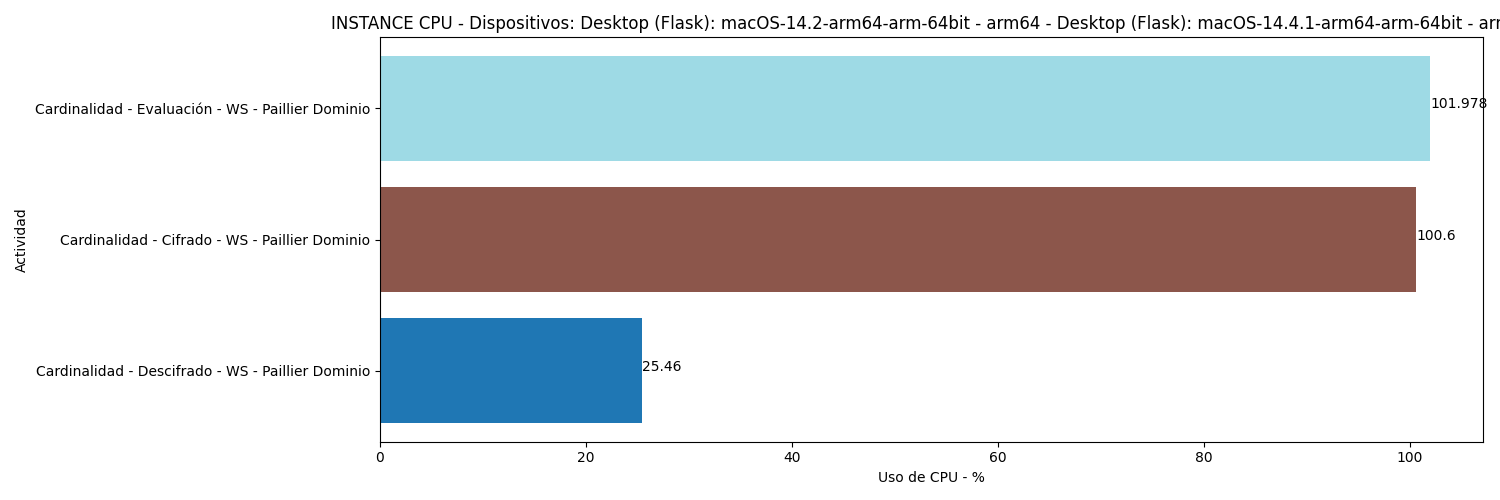 INSTANCE CPU - Dispositivos: Desktop (Flask): macOS-14.2-arm64-arm-64bit - arm64 - Desktop (Flask): macOS-14.4.1-arm64-arm-64bit -
Cardinalidad - Evaluación - WS - Paillier Dominio
101.978
Cardinalidad - Cifrado - WS - Paillier Dominio
100.6
Cardinalidad - Descifrado - WS - Paillier Dominio
25.46
Actividad
0 20 40 60 80 100
Uso de CPU - %